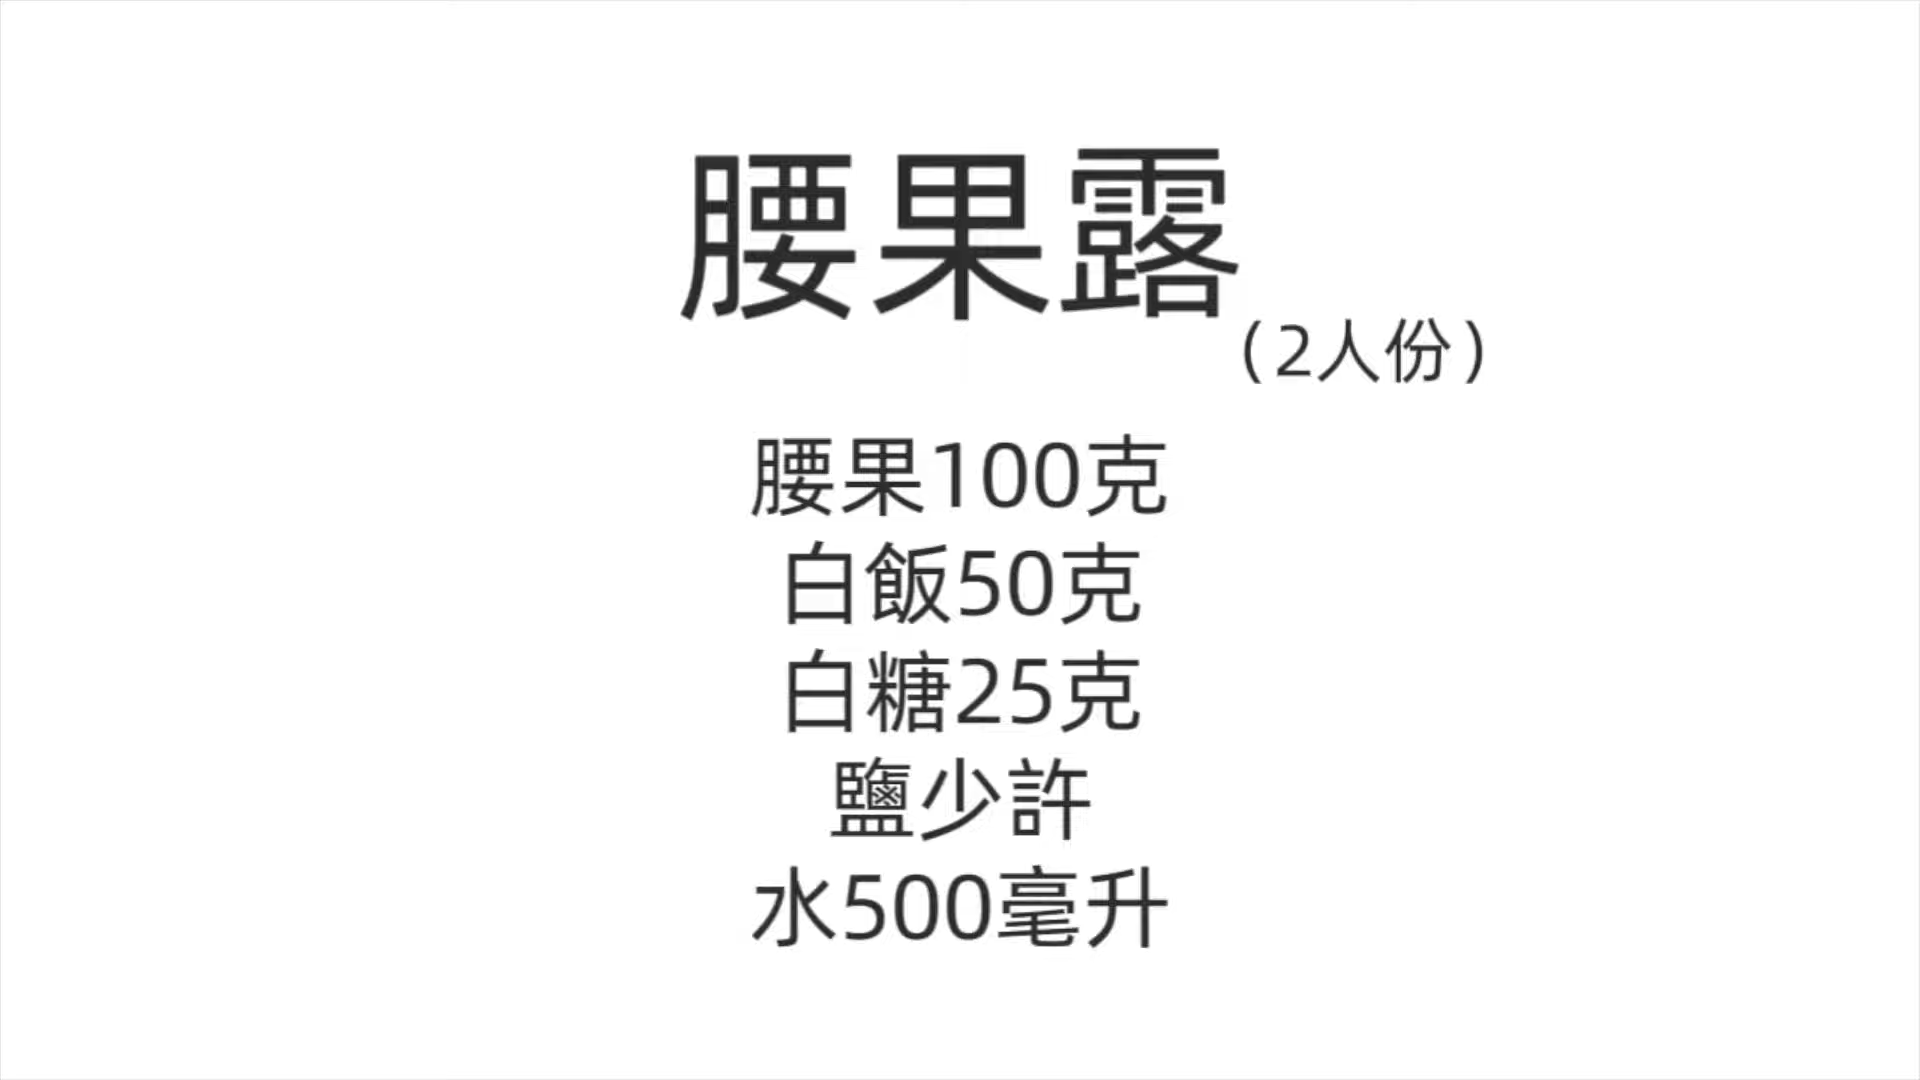 腰果露
(2人份)
腰果100克
白飯50克
白糖25克
鹽少許
水500毫升